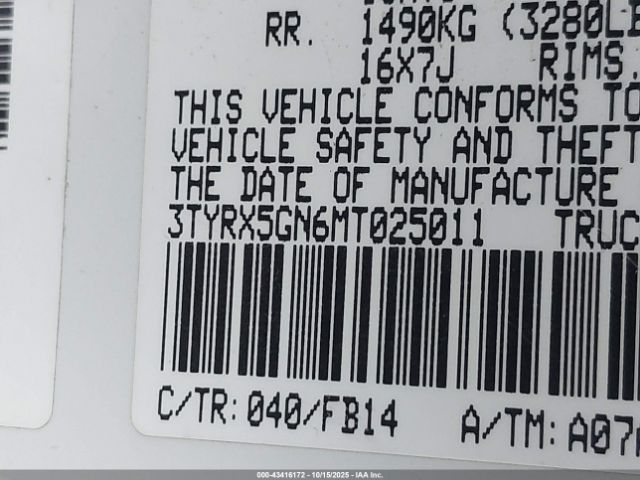 RR. 1490KG (3280LB
16X7J RIMS.
THIS VEHICLE CONFORMS TO
VEHICLE SAFETY AND THEFT
THE DATE OF MANUFACTURE
3TYRX5GN6MT025011 TRUC
C/TR: 040/FB14 A/TM: A07A
000-43416172 - 10/15/2025 - IAA Inc.